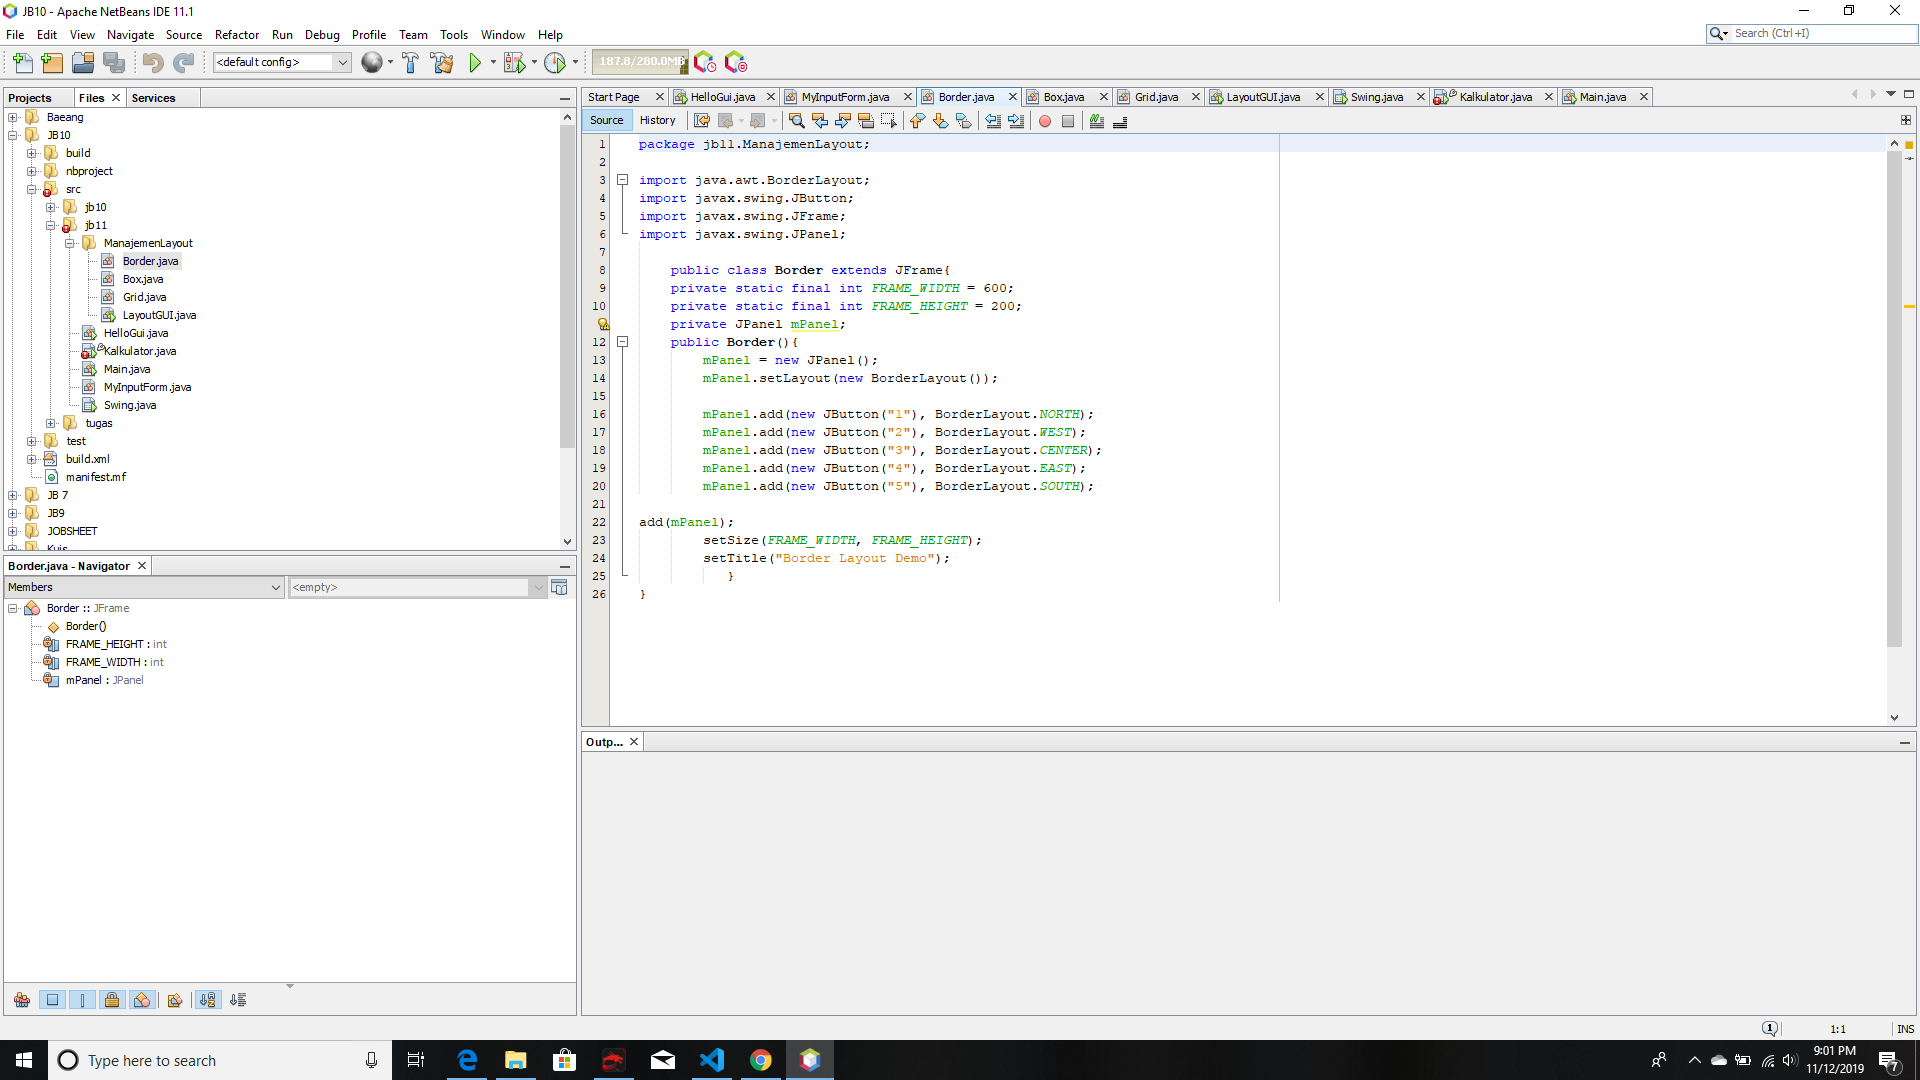 JB10 - Apache NetBeans IDE 11.1
File Edit View Navigate Source Refactor Run Debug Profile Team Tools Window Help
Search (Ctrl+I)
<default config>
187.8/280.0MB
Projects Files Services
Baeang
JB10
build
nbproject
src
jb10
jb11
ManajemenLayout
Border.java
Box.java
Grid.java
LayoutGUI.java
HelloGui.java
Kalkulator.java
Main.java
MyInputForm.java
Swing.java
tugas
test
build.xml
manifest.mf
JB 7
JB9
JOBSHEET
Kuis
Border.java - Navigator
Members
<empty>
Border :: JFrame
Border()
FRAME_HEIGHT : int
FRAME_WIDTH : int
mPanel : JPanel
Start Page HelloGui.java MyInputForm.java Border.java Box.java Grid.java LayoutGUI.java Swing.java Kalkulator.java Main.java
Source History
1 package jb11.ManajemenLayout;
2
3 import java.awt.BorderLayout;
4 import javax.swing.JButton;
5 import javax.swing.JFrame;
6 import javax.swing.JPanel;
7
8 public class Border extends JFrame{
9 private static final int FRAME_WIDTH = 600;
10 private static final int FRAME_HEIGHT = 200;
private JPanel mPanel;
12 public Border(){
13 mPanel = new JPanel();
14 mPanel.setLayout(new BorderLayout());
15
16 mPanel.add(new JButton("1"), BorderLayout.NORTH);
17 mPanel.add(new JButton("2"), BorderLayout.WEST);
18 mPanel.add(new JButton("3"), BorderLayout.CENTER);
19 mPanel.add(new JButton("4"), BorderLayout.EAST);
20 mPanel.add(new JButton("5"), BorderLayout.SOUTH);
21
22 add(mPanel);
23 setSize(FRAME_WIDTH, FRAME_HEIGHT);
24 setTitle("Border Layout Demo");
25 }
26 }
Outp...
1 1:1 INS
Type here to search
9:01 PM
11/12/2019
7